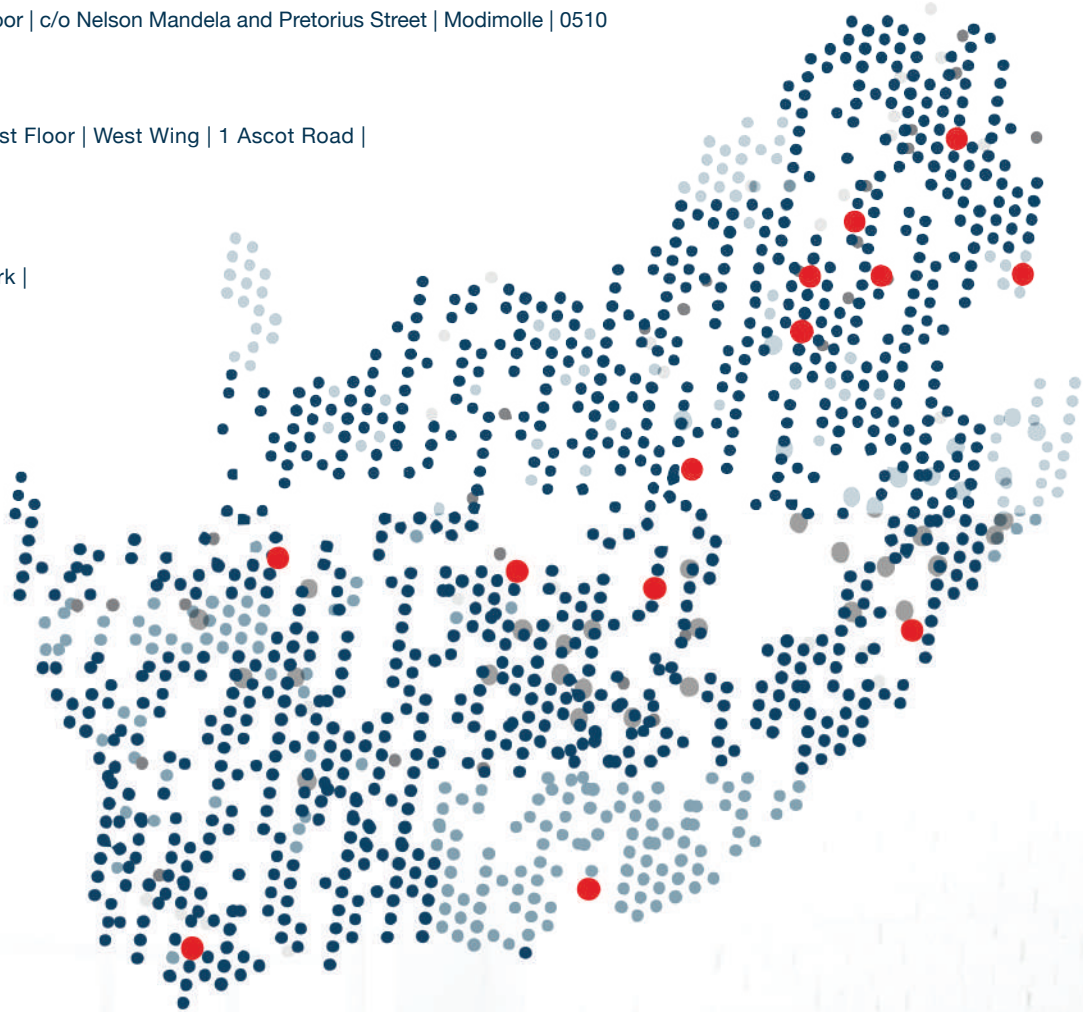 oor | c/o Nelson Mandela and Pretorius Street | Modimolle | 0510
st Floor | West Wing | 1 Ascot Road |
rk |